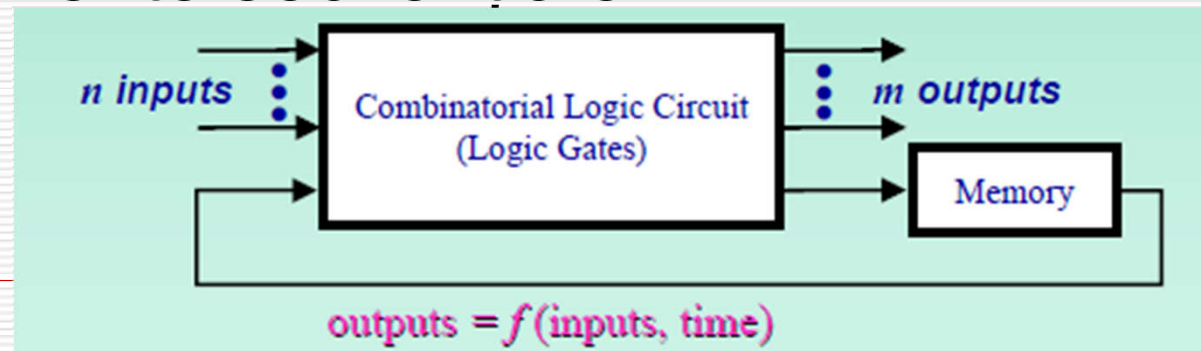 n inputs
Combinatorial Logic Circuit
(Logic Gates)
m outputs
Memory
outputs = f (inputs, time)